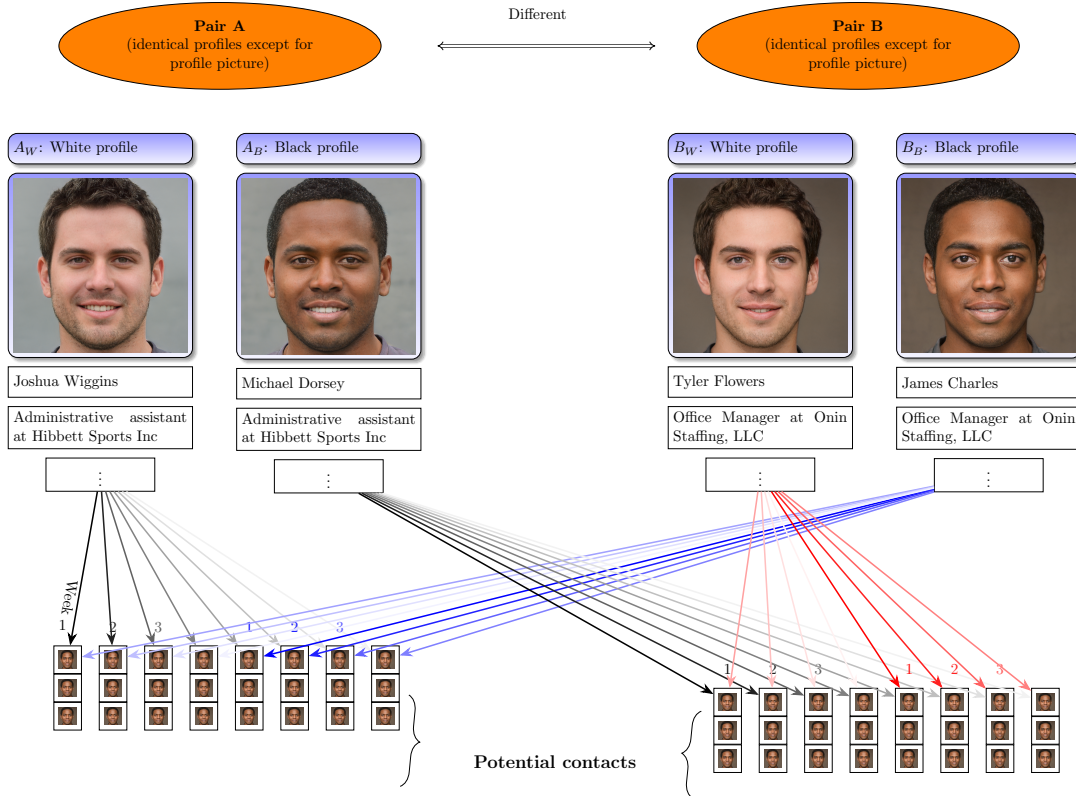 Pair A
(identical profiles except for
profile picture)
Different
Pair B
(identical profiles except for
profile picture)
A_W: White profile
A_B: Black profile
B_W: White profile
B_B: Black profile
Joshua Wiggins
Michael Dorsey
Tyler Flowers
James Charles
Administrative assistant
at Hibbett Sports Inc
Administrative assistant
at Hibbett Sports Inc
Office Manager at Onin
Staffing, LLC
Office Manager at Onin
Staffing, LLC
⋮
⋮
⋮
⋮
Week
1 2 3 1 2 3
1 2 3 1 2 3
Potential contacts